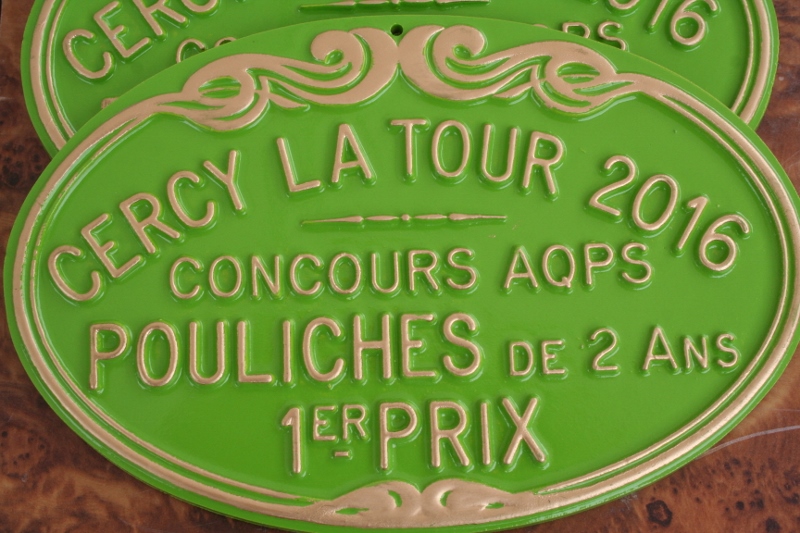 CERCY LA TOUR 2016
CONCOURS AQPS
POULICHES DE 2 ANS
1ER PRIX